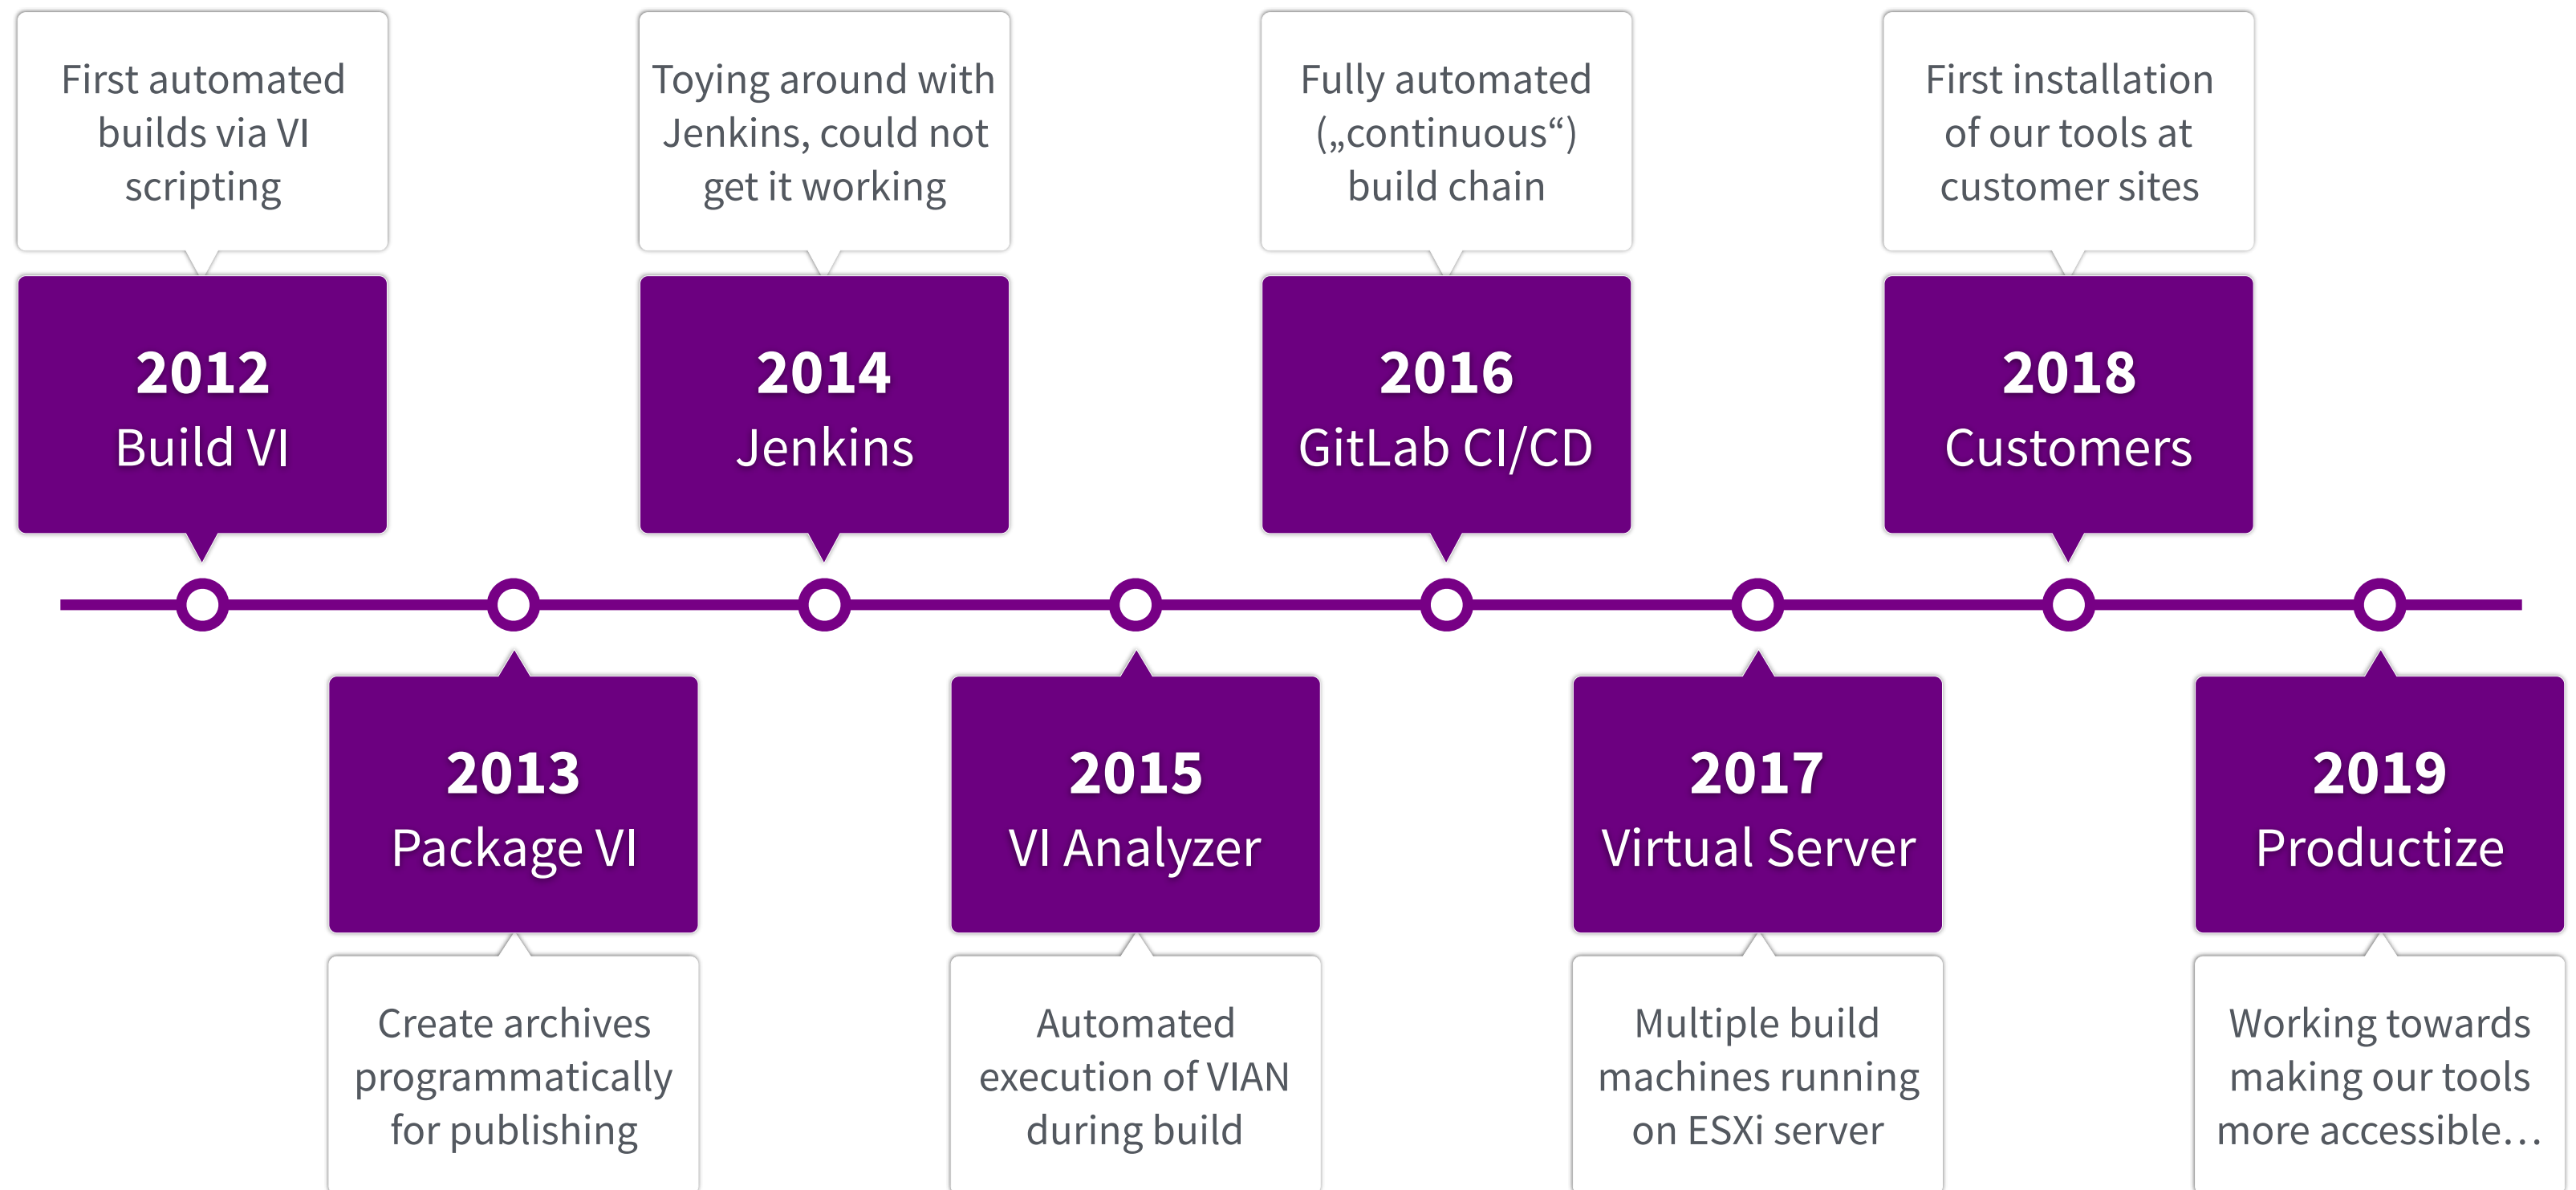 First automated
builds via VI
scripting
2012
Build VI
2013
Package VI
Create archives
programmatically
for publishing
Toying around with
Jenkins, could not
get it working
2014
Jenkins
2015
VI Analyzer
Automated
execution of VIAN
during build
Fully automated
(„continuous“)
build chain
2016
GitLab CI/CD
2017
Virtual Server
Multiple build
machines running
on ESXi server
First installation
of our tools at
customer sites
2018
Customers
2019
Productize
Working towards
making our tools
more accessible…